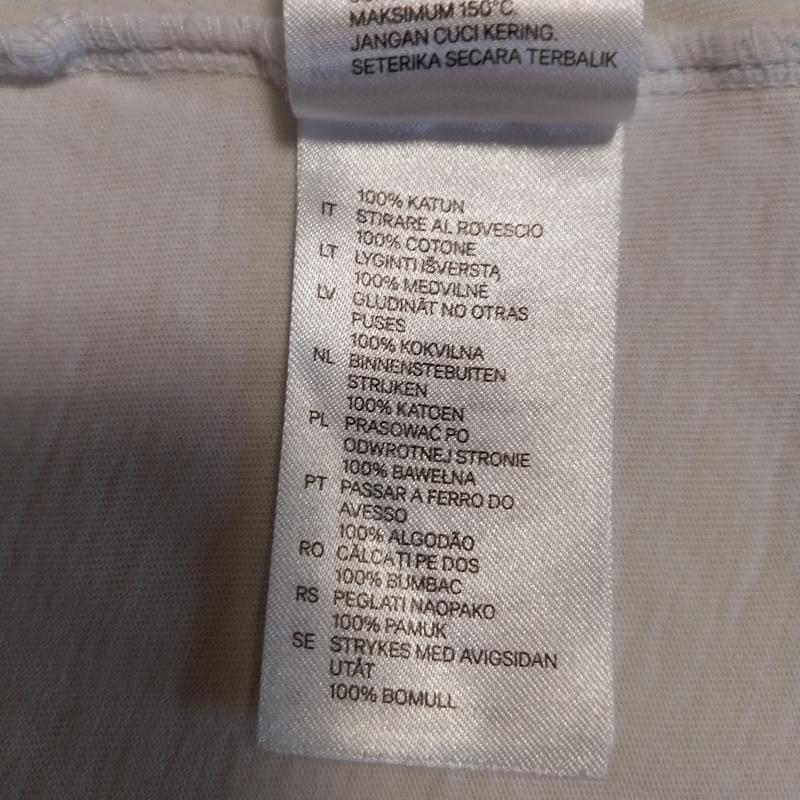 MAKSIMUM 150°C
JANGAN CUCI KERING.
SETERIKA SECARA TERBALIK
100% KATUN
IT STIRARE AL ROVESCIO
100% COTONE
LT LYGINTI IŠVERSTĄ
100% MEDVILNĖ
LV GLUDINĀT NO OTRAS
PUSES
100% KOKVILNA
NL BINNENSTEBUITEN
STRIJKEN
100% KATOEN
PL PRASOWAĆ PO
ODWROTNEJ STRONIE
100% BAWEŁNA
PT PASSAR A FERRO DO
AVESSO
100% ALGODÃO
RO CĂLCAȚI PE DOS
100% BUMBAC
RS PEGLATI NAOPAKO
100% PAMUK
SE STRYKES MED AVIGSIDAN
UTÅT
100% BOMULL